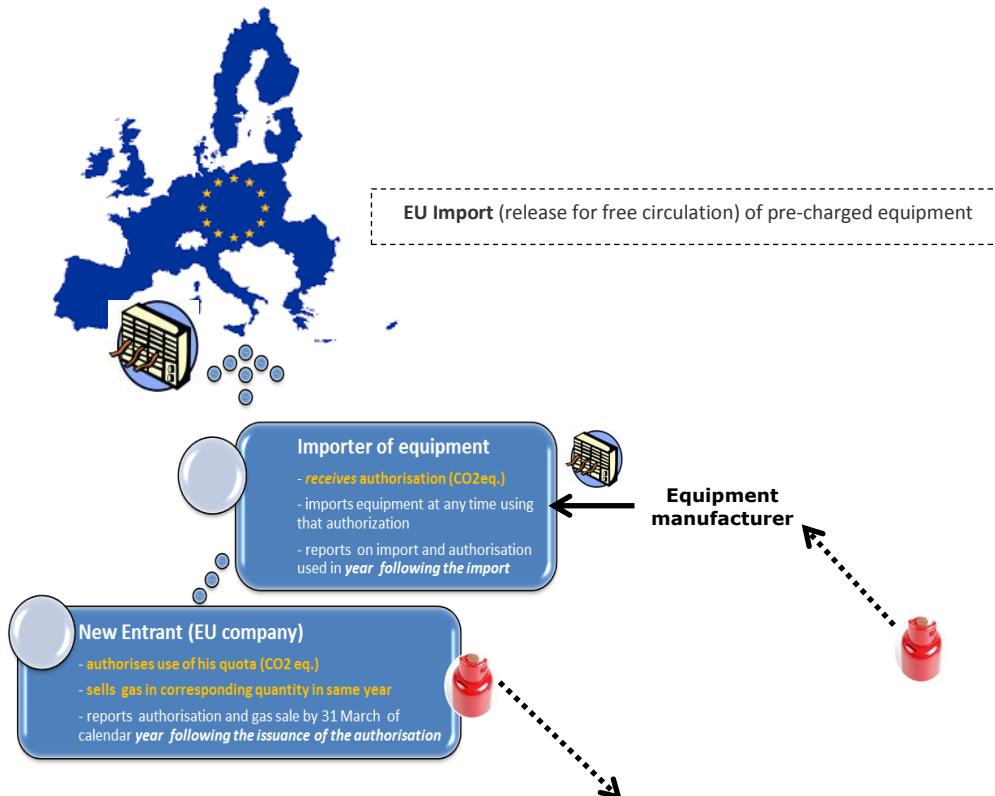 EU Import (release for free circulation) of pre-charged equipment
Importer of equipment
- receives authorisation (CO2eq.)
- imports equipment at any time using
that authorization
- reports on import and authorisation
used in year following the import
Equipment
manufacturer
New Entrant (EU company)
- authorises use of his quota (CO2 eq.)
- sells gas in corresponding quantity in same year
- reports authorisation and gas sale by 31 March of
calendar year following the issuance of the authorisation